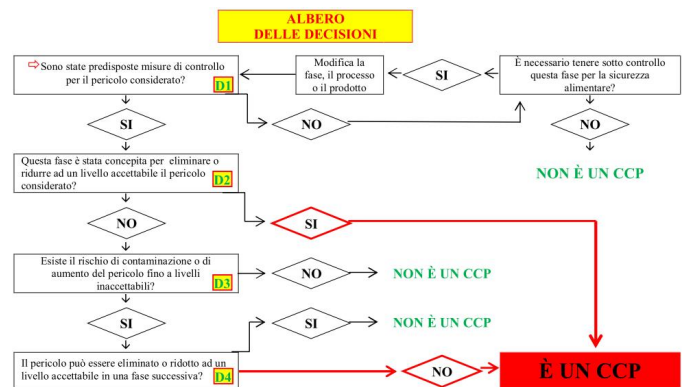 ALBERO
DELLE DECISIONI
⇨Sono state predisposte misure di controllo
per il pericolo considerato?
D1
Modifica la
fase, il processo
o il prodotto
SI
È necessario tenere sotto controllo
questa fase per la sicurezza
alimentare?
SI
NO
NO
NON È UN CCP
Questa fase è stata concepita per eliminare o
ridurre ad un livello accettabile il pericolo
considerato?
D2
NO
SI
Esiste il rischio di contaminazione o di
aumento del pericolo fino a livelli
inaccettabili?
D3
NO
NON È UN CCP
SI
SI
NON È UN CCP
Il pericolo può essere eliminato o ridotto ad un
livello accettabile in una fase successiva?
D4
NO
È UN CCP